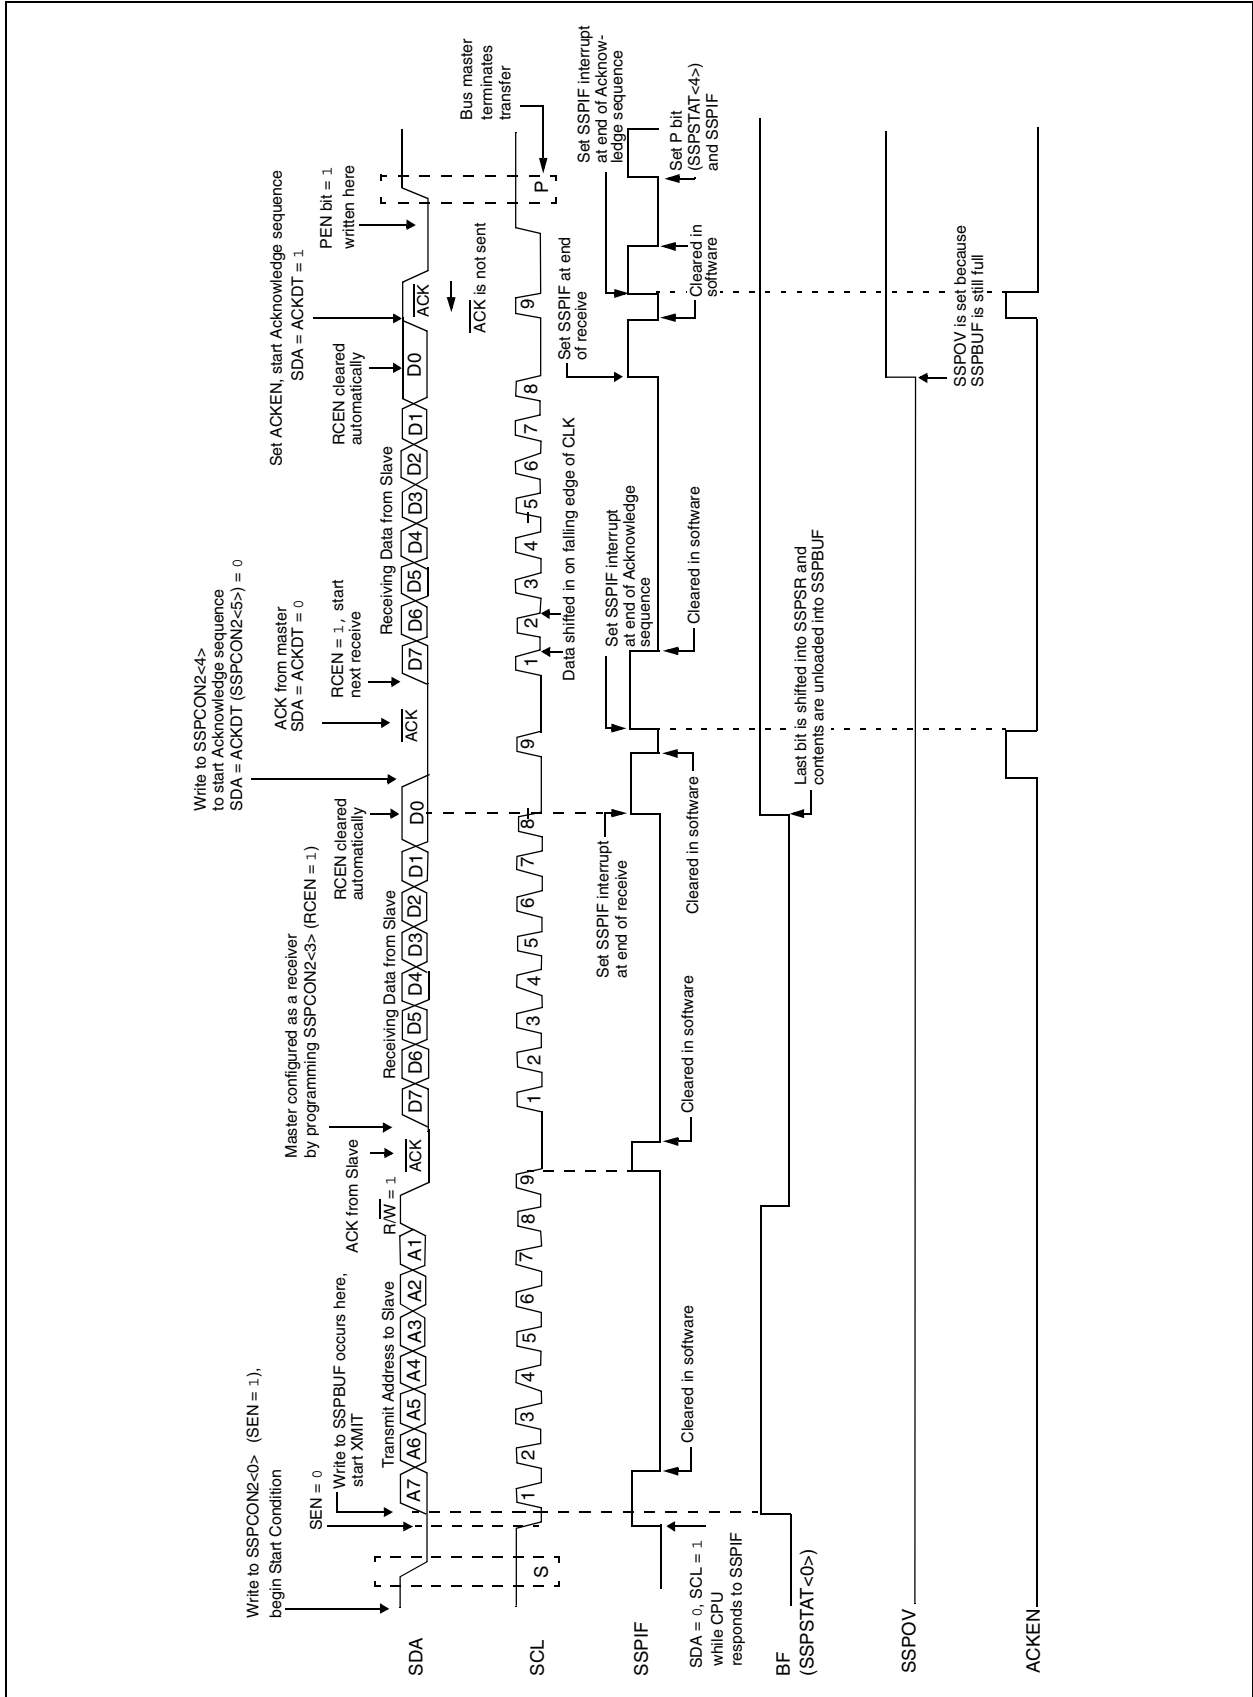 Write to SSPCON2<0> (SEN = 1),
begin Start Condition
SEN = 0
Write to SSPBUF occurs here,
start XMIT
ACK from Slave
Master configured as a receiver
by programming SSPCON2<3> (RCEN = 1)
RCEN cleared
automatically
Write to SSPCON2<4>
to start Acknowledge sequence
SDA = ACKDT (SSPCON2<5>) = 0
ACK from master
SDA = ACKDT = 0
RCEN = 1, start
next receive
Set ACKEN, start Acknowledge sequence
SDA = ACKDT = 1
RCEN cleared
automatically
PEN bit = 1
written here
Transmit Address to Slave
R/W = 1
Receiving Data from Slave
Receiving Data from Slave
SDA
A7 A6 A5 A4 A3 A2 A1
ACK
D7 D6 D5 D4 D3 D2 D1 D0
ACK
D7 D6 D5 D4 D3 D2 D1 D0
ACK
ACK is not sent
Bus master
terminates
transfer
SCL
S
1 2 3 4 5 6 7 8 9
1 2 3 4 5 6 7 8 9
1 2 3 4 5 6 7 8 9
P
Data shifted in on falling edge of CLK
SSPIF
Set SSPIF interrupt
at end of receive
Set SSPIF interrupt
at end of Acknowledge
sequence
Set SSPIF at end
of receive
Set SSPIF interrupt
at end of Acknow-
ledge sequence
SDA = 0, SCL = 1
while CPU
responds to SSPIF
Cleared in software
Cleared in software
Cleared in software
Cleared in software
Cleared in
software
Set P bit
(SSPSTAT<4>)
and SSPIF
BF
(SSPSTAT<0>)
Last bit is shifted into SSPSR and
contents are unloaded into SSPBUF
SSPOV
SSPOV is set because
SSPBUF is still full
ACKEN